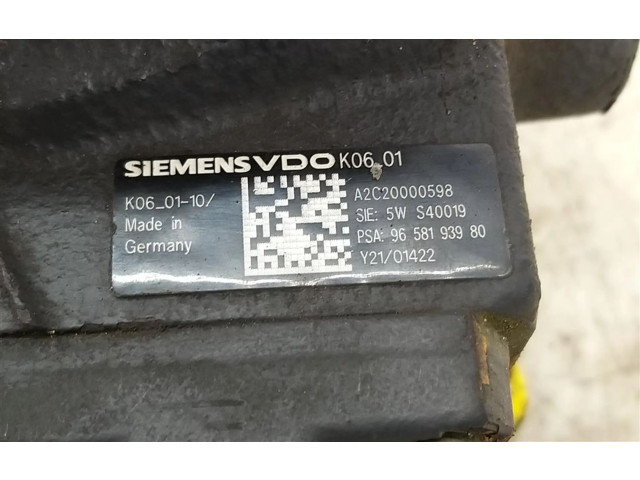 SIEMENS VDO K06_01
K06_01-10/
Made in
Germany
A2C20000598
SIE: 5W S40019
PSA: 96 581 939 80
Y21/01422